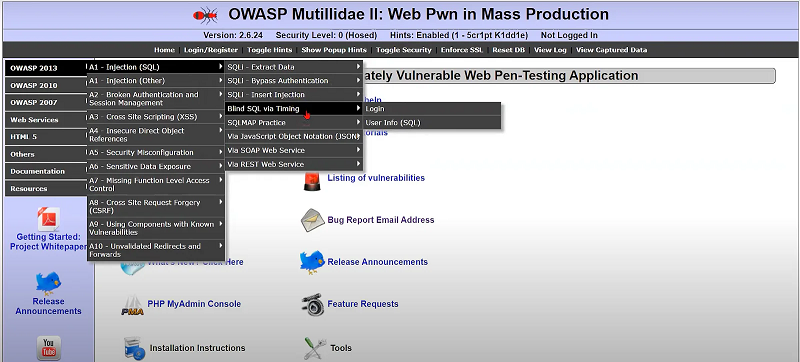 OWASP Mutillidae II: Web Pwn in Mass Production
Version: 2.6.24 Security Level: 0 (Hosed) Hints: Enabled (1 - 5cr1pt K1dd1e) Not Logged In
Home | Login/Register | Toggle Hints | Show Popup Hints | Toggle Security | Enforce SSL | Reset DB | View Log | View Captured Data
OWASP 2013
OWASP 2010
OWASP 2007
Web Services
HTML 5
Others
Documentation
Resources
A1 - Injection (SQL)
A1 - Injection (Other)
A2 - Broken Authentication and
Session Management
A3 - Cross Site Scripting (XSS)
A4 - Insecure Direct Object
References
A5 - Security Misconfiguration
A6 - Sensitive Data Exposure
A7 - Missing Function Level Access
Control
A8 - Cross Site Request Forgery
(CSRF)
A9 - Using Components with Known
Vulnerabilities
A10 - Unvalidated Redirects and
Forwards
SQLi - Extract Data
SQLi - Bypass Authentication
SQLi - Insert Injection
Blind SQL via Timing
SQLMAP Practice
Via JavaScript Object Notation (JSON)
Via SOAP Web Service
Via REST Web Service
Login
User Info (SQL)
ately Vulnerable Web Pen-Testing Application
help
torials
Listing of vulnerabilities
Bug Report Email Address
What's New? Click Here
Release Announcements
PMA
PHP MyAdmin Console
Feature Requests
Installation Instructions
Tools
Getting Started:
Project Whitepaper
Release
Announcements
You
Tube